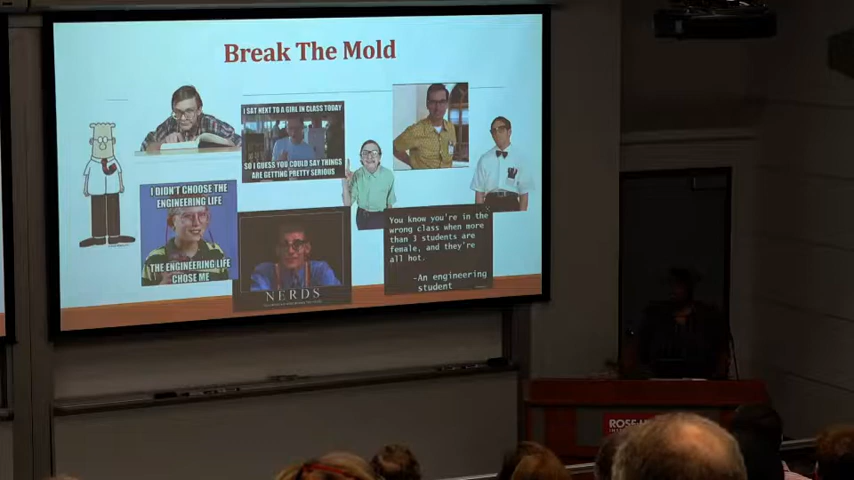 Break The Mold
I SAT NEXT TO A GIRL IN CLASS TODAY
SO I GUESS YOU COULD SAY THINGS
ARE GETTING PRETTY SERIOUS
I DIDN'T CHOOSE THE
ENGINEERING LIFE
THE ENGINEERING LIFE
CHOSE ME
NERDS
You know you're in the
wrong class when more
than 3 students are
female, and they're
all hot.
-An engineering
student